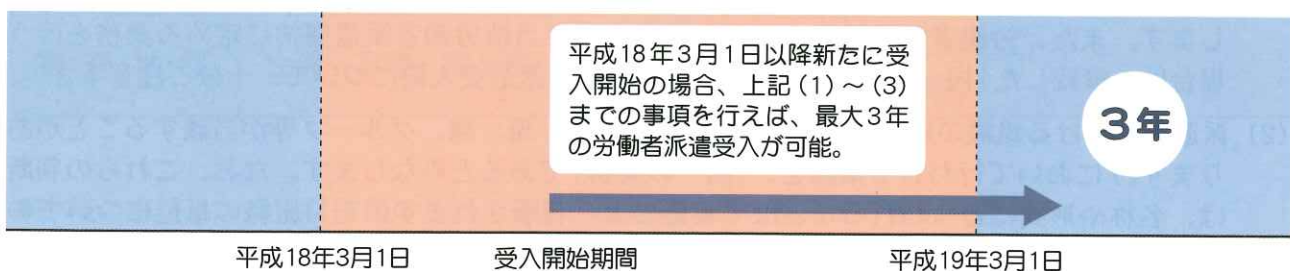 平成18年3月1日以降新たに受
入開始の場合、上記(1)～(3)
までの事項を行えば、最大3年
の労働者派遣受入が可能。
3年
平成18年3月1日
受入開始期間
平成19年3月1日